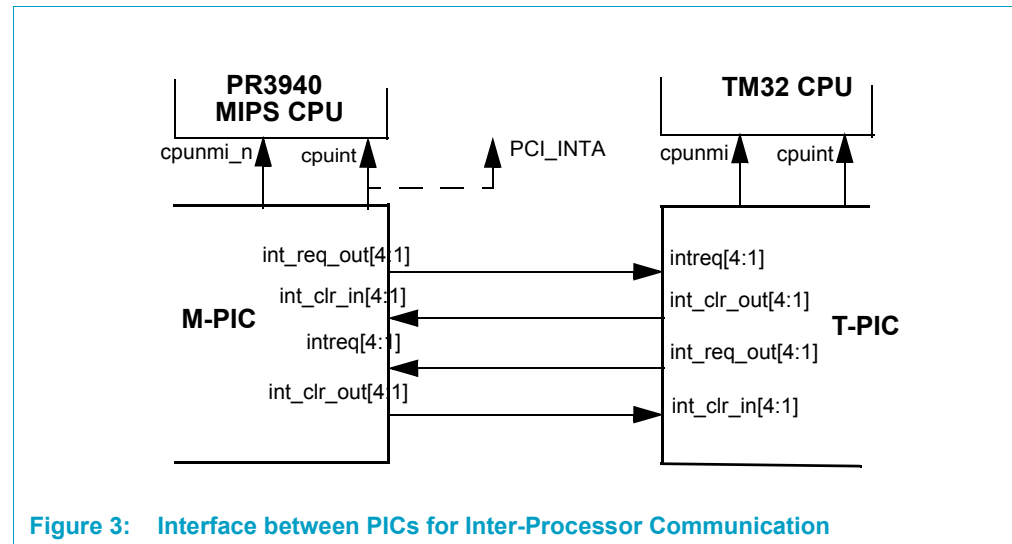 PR3940
MIPS CPU
TM32 CPU
cpunmi_n
cpuint
PCI_INTA
cpunmi
cpuint
int_req_out[4:1]
intreq[4:1]
int_clr_in[4:1]
int_clr_out[4:1]
M-PIC
T-PIC
intreq[4:1]
int_req_out[4:1]
int_clr_out[4:1]
int_clr_in[4:1]
Figure 3: Interface between PICs for Inter-Processor Communication